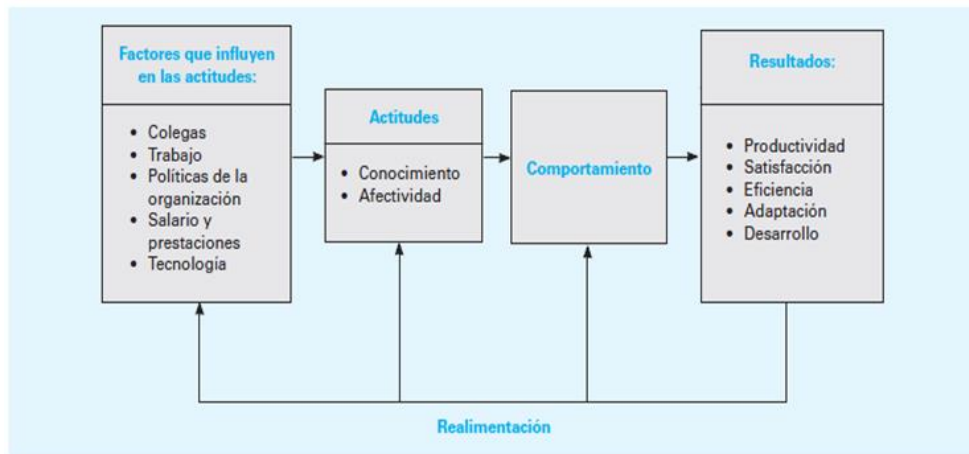 Factores que influyen
en las actitudes:
• Colegas
• Trabajo
• Políticas de la
organización
• Salario y
prestaciones
• Tecnología
Actitudes
• Conocimiento
• Afectividad
Comportamiento
Resultados:
• Productividad
• Satisfacción
• Eficiencia
• Adaptación
• Desarrollo
Realimentación